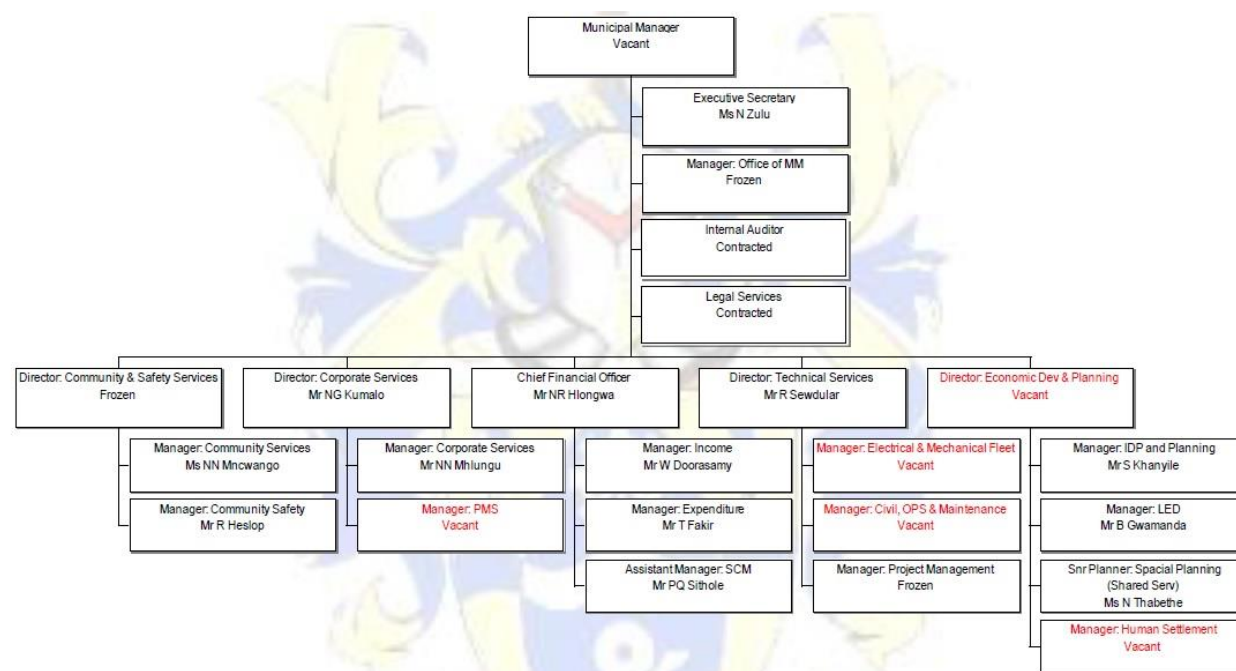 Municipal Manager
Vacant
Executive Secretary
Ms N Zulu
Manager: Office of MM
Frozen
Internal Auditor
Contracted
Legal Services
Contracted
Director: Community & Safety Services
Frozen
Director: Corporate Services
Mr NG Kumalo
Chief Financial Officer
Mr NR Hlongwa
Director: Technical Services
Mr R Sewdular
Director: Economic Dev & Planning
Vacant
Manager: Community Services
Ms NN Mncwango
Manager: Community Safety
Mr R Heslop
Manager: Corporate Services
Mr NN Mhlungu
Manager: PMS
Vacant
Manager: Income
Mr W Doorasamy
Manager: Expenditure
Mr T Fakir
Assistant Manager: SCM
Mr PQ Sithole
Manager: Electrical & Mechanical Fleet
Vacant
Manager: Civil, OPS & Maintenance
Vacant
Manager: Project Management
Frozen
Manager: IDP and Planning
Mr S Khanyile
Manager: LED
Mr B Gwamanda
Snr Planner: Spacial Planning
(Shared Serv)
Ms N Thabethe
Manager: Human Settlement
Vacant